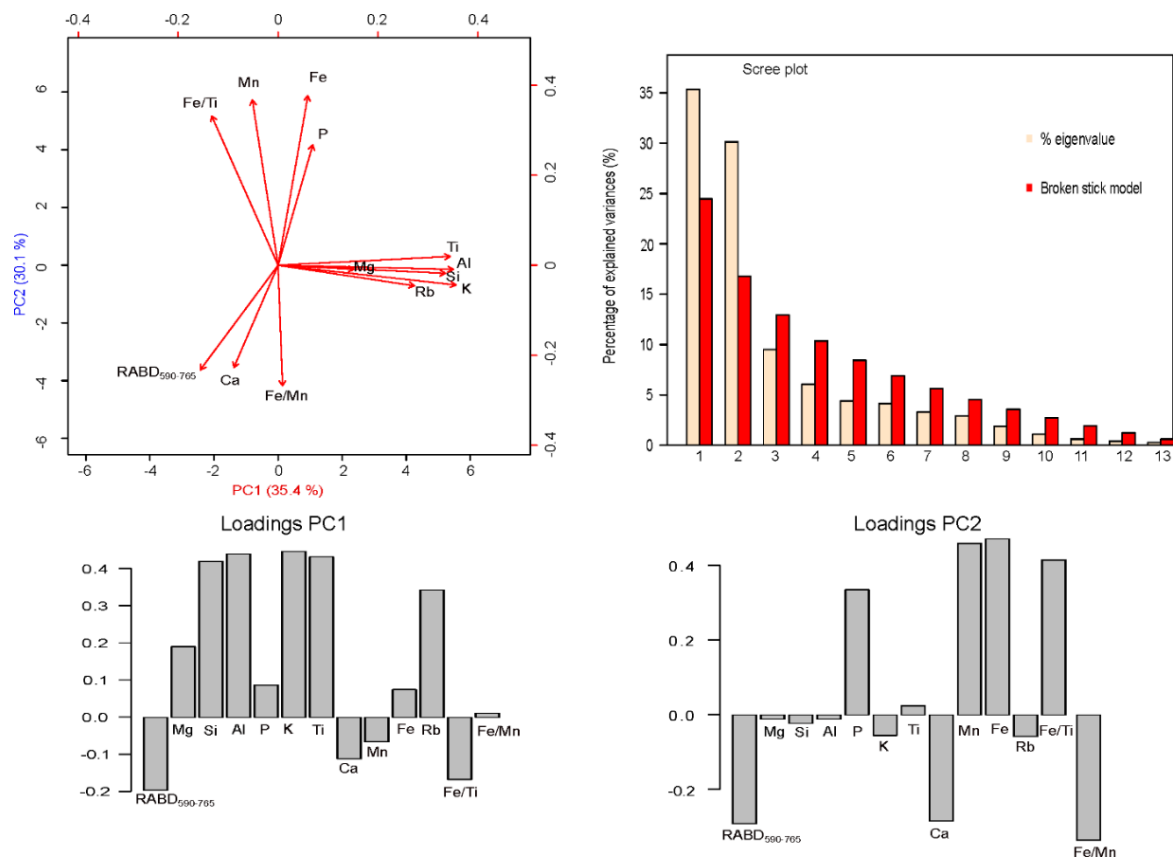 -0.4 -0.2 0 0.2 0.4
6 4 2 0 -2 -4 -6
PC2 (30.1 %)
0.4 0.2 0 -0.2 -0.4
Fe
Mn
Fe/Ti
P
Ti
Mg Al
Si
Rb K
RABD590-765
Ca
Fe/Mn
-6 -4 -2 0 2 4 6
PC1 (35.4 %)
Scree plot
Percentage of explained variances (%)
35
30
25
20
15
10
5
0
% eigenvalue
Broken stick model
1 2 3 4 5 6 7 8 9 10 11 12 13
Loadings PC1
0.4
0.3
0.2
0.1
0.0
-0.1
-0.2
RABD590-765 Mg Si Al P K Ti Ca Mn Fe Rb Fe/Ti Fe/Mn
Loadings PC2
0.4
0.2
0.0
-0.2
RABD590-765 Mg Si Al P K Ti Ca Mn Fe Rb Fe/Ti Fe/Mn